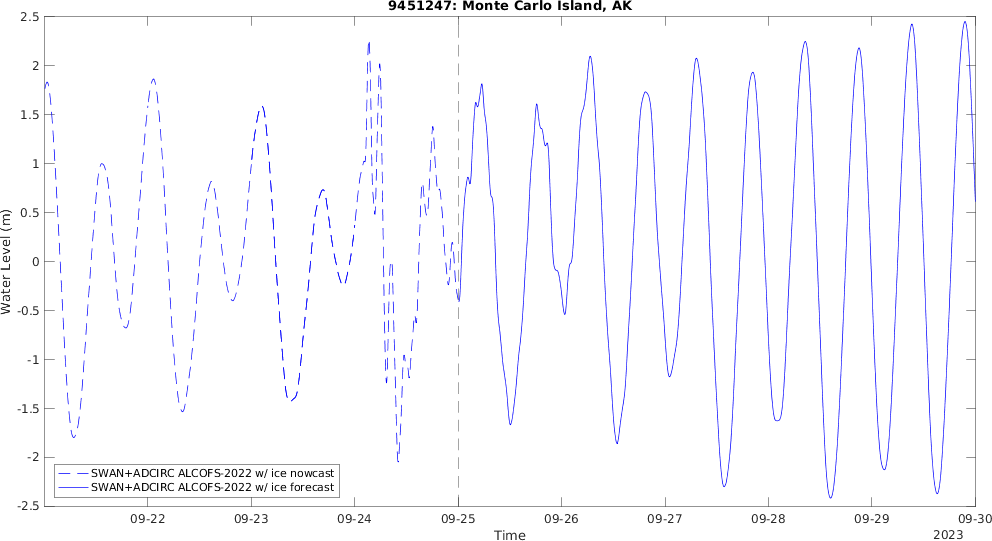 9451247: Monte Carlo Island, AK
2.5
2
1.5
1
0.5
0
-0.5
-1
-1.5
-2
-2.5
Water Level (m)
SWAN+ADCIRC ALCOFS-2022 w/ ice nowcast
SWAN+ADCIRC ALCOFS-2022 w/ ice forecast
09-22 09-23 09-24 09-25 09-26 09-27 09-28 09-29 09-30
Time
2023